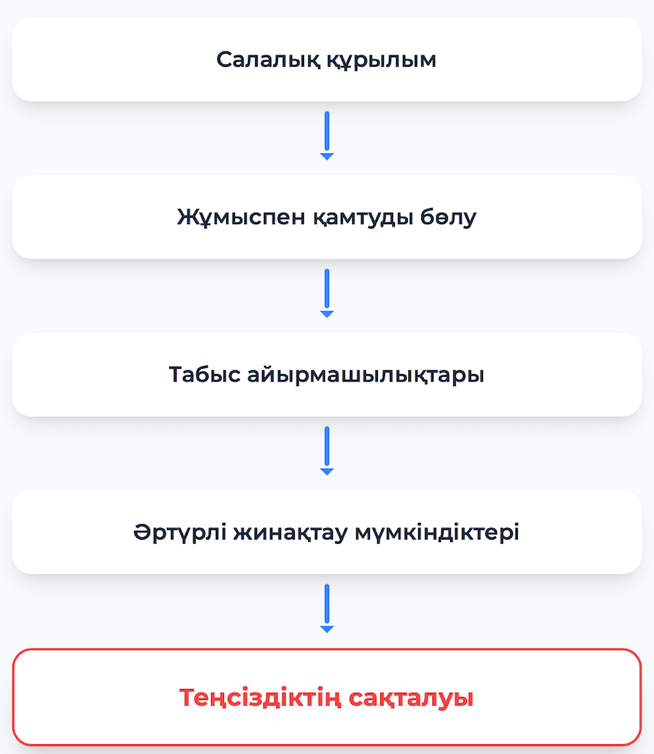 Салалық құрылым
Жұмыспен қамтуды бөлу
Табыс айырмашылықтары
Әртүрлі жинақтау мүмкіндіктері
Теңсіздіктің сақталуы